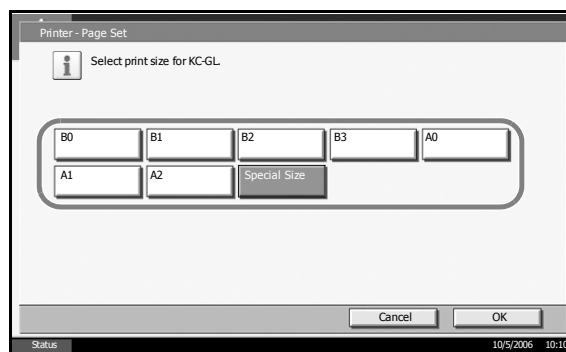 Printer - Page Set
Select print size for KC-GL.
B0 B1 B2 B3 A0
A1 A2 Special Size
Cancel OK
Status 10/5/2006 10:10